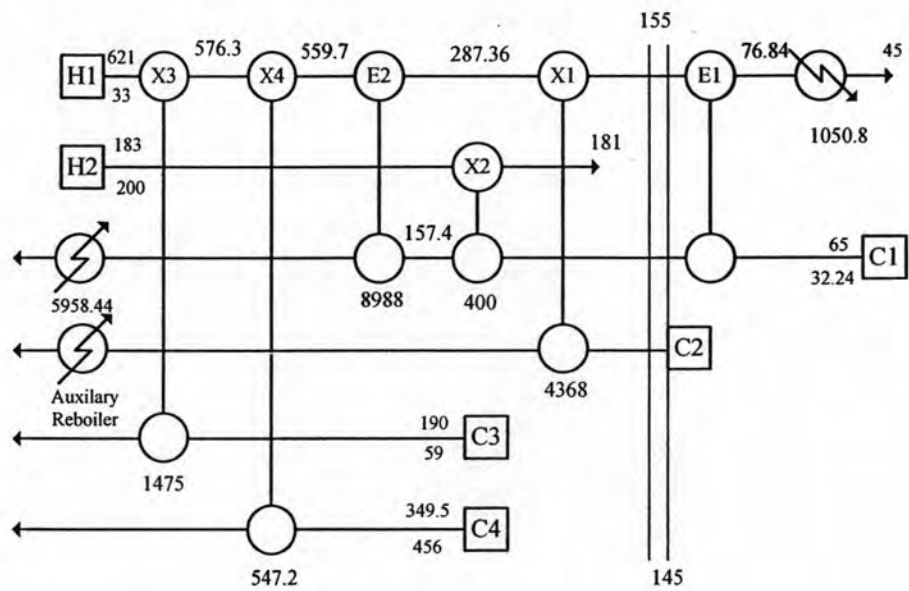 155
621 576.3 559.7 287.36 76.84 45
H1 X3 X4 E2 X1 E1
33
1050.8
183 181
H2 X2
200
157.4 65
C1
32.24
5958.44 8988 400
C2
4368
Auxilary
Reboiler
190
C3
59
1475
349.5
C4
456
547.2 145